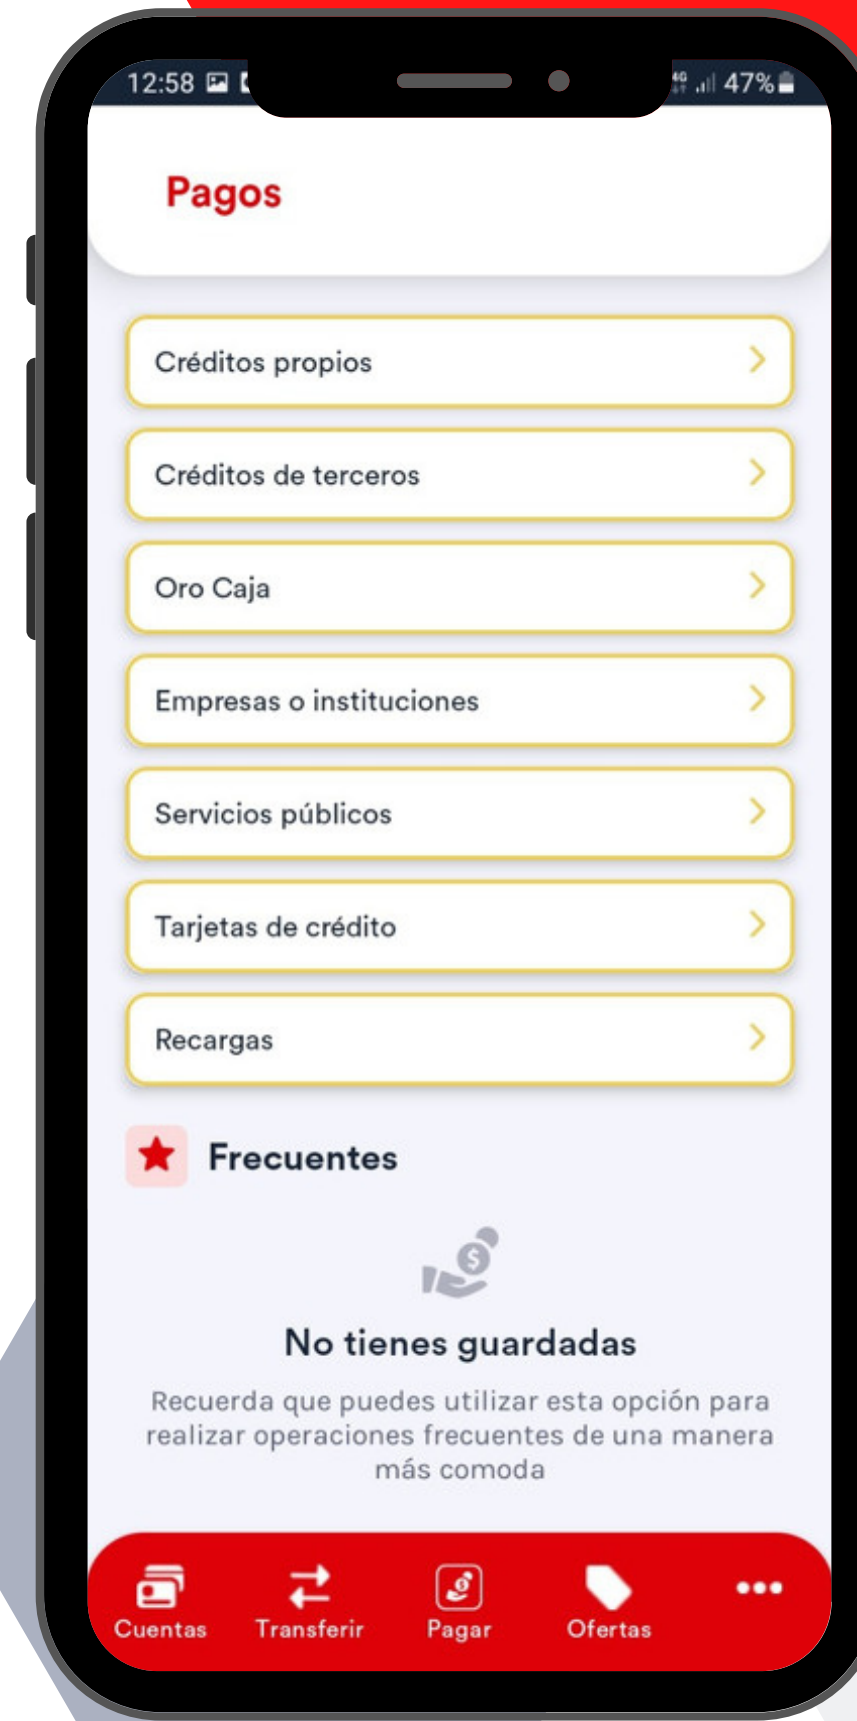 12:58
4G
47%
Pagos
Créditos propios
Créditos de terceros
Oro Caja
Empresas o instituciones
Servicios públicos
Tarjetas de crédito
Recargas
Frecuentes
$
No tienes guardadas
Recuerda que puedes utilizar esta opción para
realizar operaciones frecuentes de una manera
más comoda
Cuentas
Transferir
Pagar
Ofertas